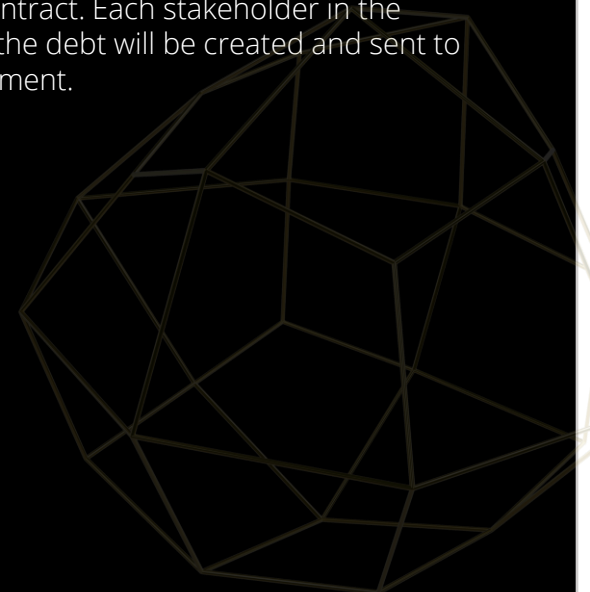 ntract. Each stakeholder in the
the debt will be created and sent to
ment.